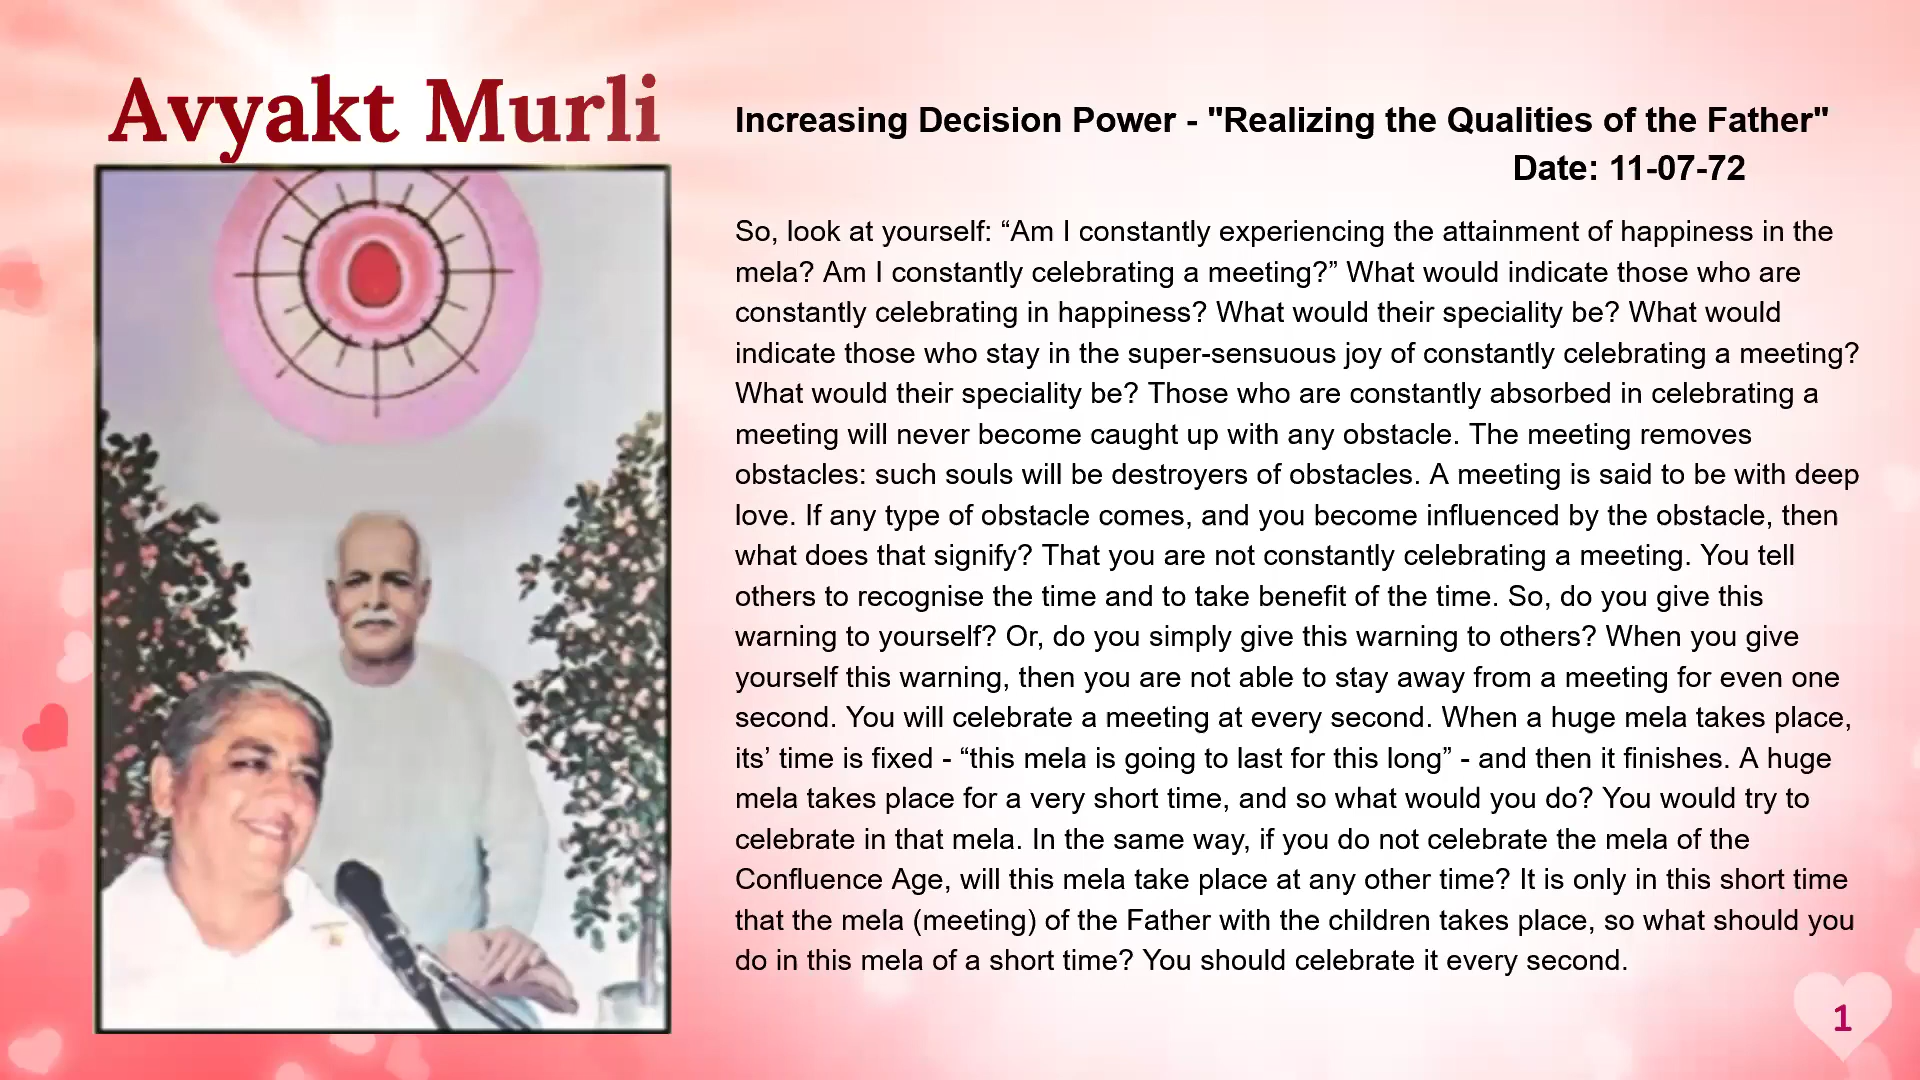 Avyakt Murli
Increasing Decision Power - "Realizing the Qualities of the Father"
Date: 11-07-72
So, look at yourself: “Am I constantly experiencing the attainment of happiness in the
mela? Am I constantly celebrating a meeting?” What would indicate those who are
constantly celebrating in happiness? What would their speciality be? What would
indicate those who stay in the super-sensuous joy of constantly celebrating a meeting?
What would their speciality be? Those who are constantly absorbed in celebrating a
meeting will never become caught up with any obstacle. The meeting removes
obstacles: such souls will be destroyers of obstacles. A meeting is said to be with deep
love. If any type of obstacle comes, and you become influenced by the obstacle, then
what does that signify? That you are not constantly celebrating a meeting. You tell
others to recognise the time and to take benefit of the time. So, do you give this
warning to yourself? Or, do you simply give this warning to others? When you give
yourself this warning, then you are not able to stay away from a meeting for even one
second. You will celebrate a meeting at every second. When a huge mela takes place,
its’ time is fixed - “this mela is going to last for this long” - and then it finishes. A huge
mela takes place for a very short time, and so what would you do? You would try to
celebrate in that mela. In the same way, if you do not celebrate the mela of the
Confluence Age, will this mela take place at any other time? It is only in this short time
that the mela (meeting) of the Father with the children takes place, so what should you
do in this mela of a short time? You should celebrate it every second.
1